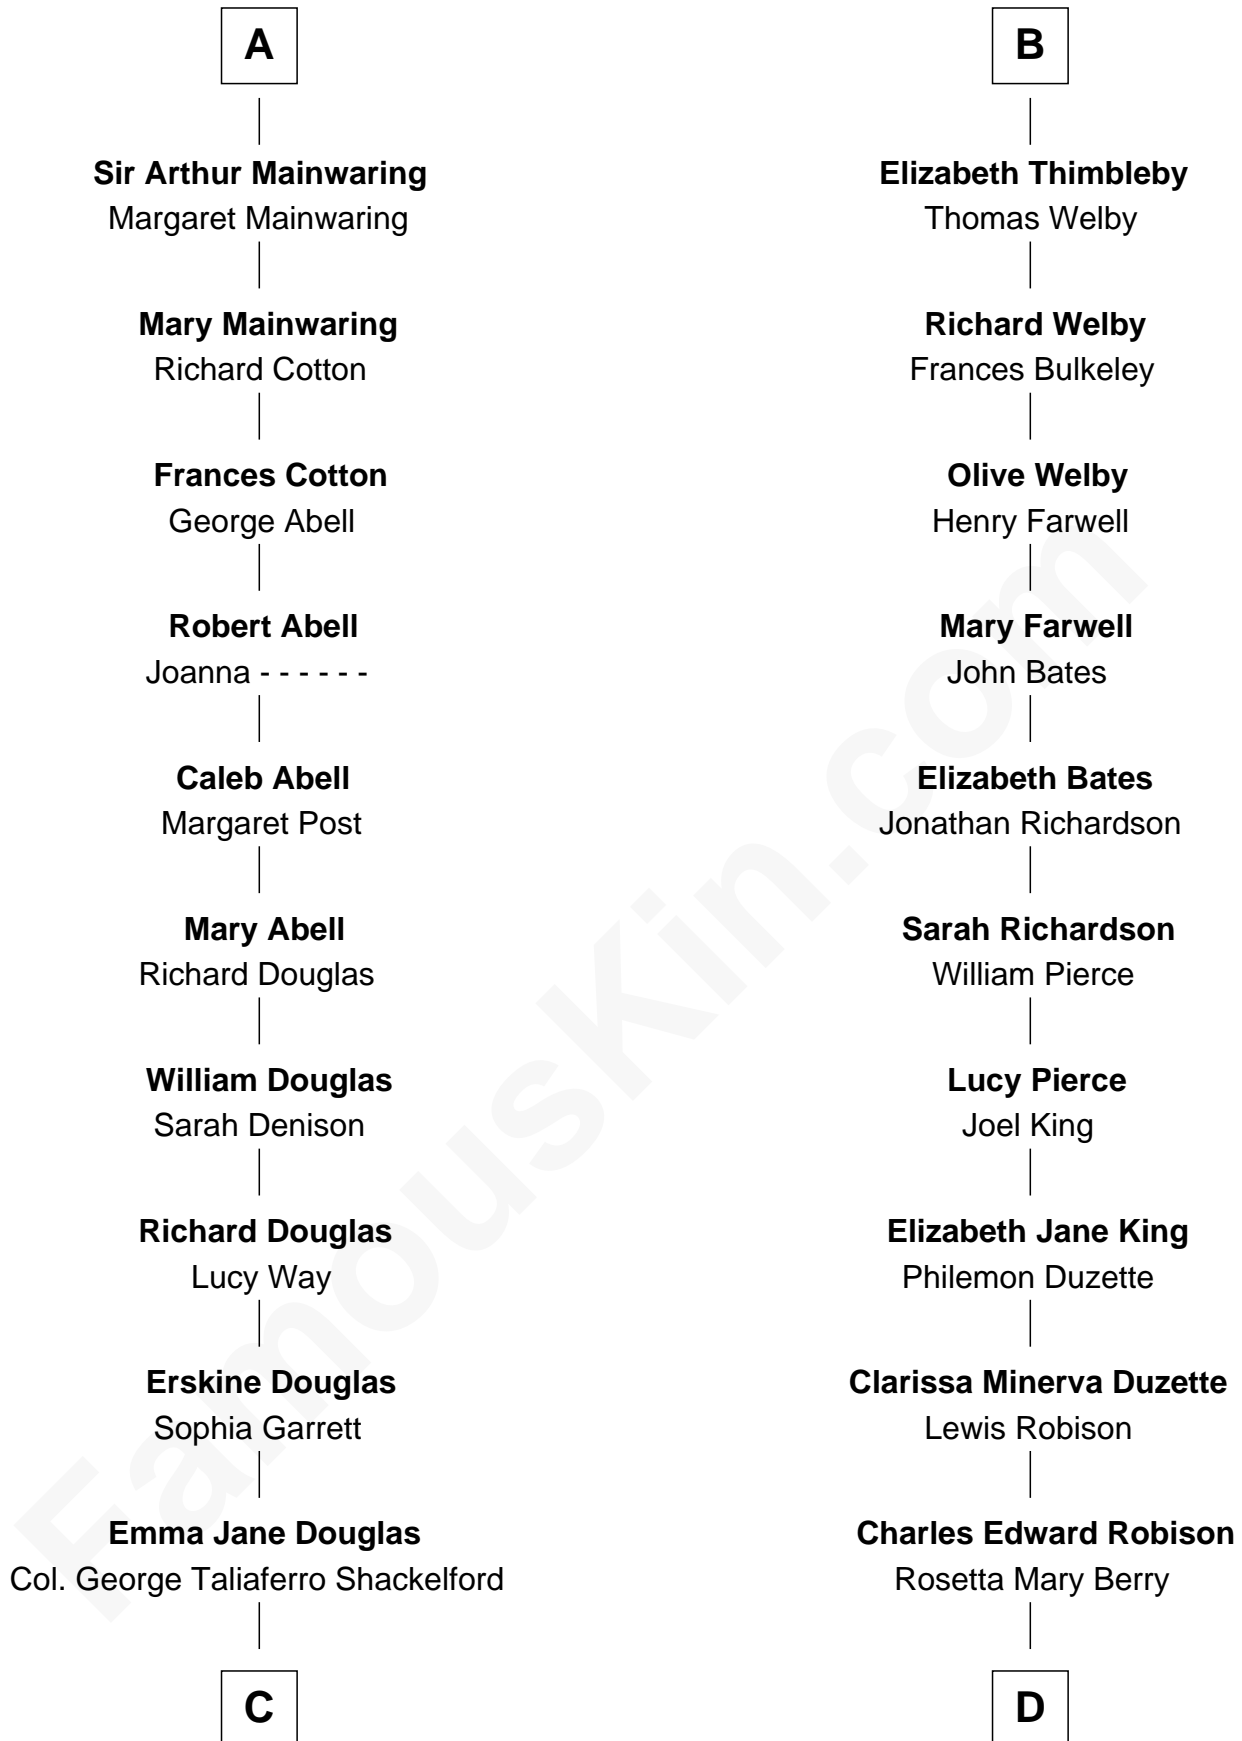 A
Sir Arthur Mainwaring
Margaret Mainwaring
Mary Mainwaring
Richard Cotton
Frances Cotton
George Abell
Robert Abell
Joanna - - - - - -
Caleb Abell
Margaret Post
Mary Abell
Richard Douglas
William Douglas
Sarah Denison
Richard Douglas
Lucy Way
Erskine Douglas
Sophia Garrett
Emma Jane Douglas
Col. George Taliaferro Shackelford
C
B
Elizabeth Thimbleby
Thomas Welby
Richard Welby
Frances Bulkeley
Olive Welby
Henry Farwell
Mary Farwell
John Bates
Elizabeth Bates
Jonathan Richardson
Sarah Richardson
William Pierce
Lucy Pierce
Joel King
Elizabeth Jane King
Philemon Duzette
Clarissa Minerva Duzette
Lewis Robison
Charles Edward Robison
Rosetta Mary Berry
D
FamousKin.com